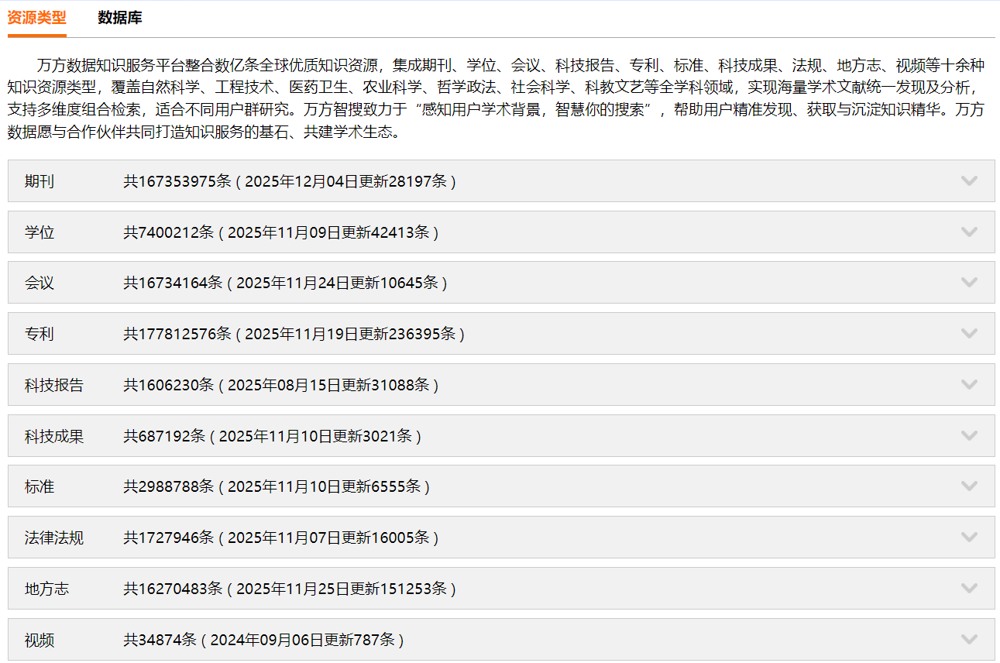 资源类型 数据库
万方数据知识服务平台整合数亿条全球优质知识资源，集成期刊、学位、会议、科技报告、专利、标准、科技成果、法规、地方志、视频等十余种
知识资源类型，覆盖自然科学、工程技术、医药卫生、农业科学、哲学政法、社会科学、科教文艺等全学科领域，实现海量学术文献统一发现及分析，
支持多维度组合检索，适合不同用户群研究。万方智搜致力于“感知用户学术背景，智慧你的搜索”，帮助用户精准发现、获取与沉淀知识精华。万方
数据愿与合作伙伴共同打造知识服务的基石、共建学术生态。
期刊 共167353975条 ( 2025年12月04日更新28197条 )
学位 共7400212条 ( 2025年11月09日更新42413条 )
会议 共16734164条 ( 2025年11月24日更新10645条 )
专利 共177812576条 ( 2025年11月19日更新236395条 )
科技报告 共1606230条 ( 2025年08月15日更新31088条 )
科技成果 共687192条 ( 2025年11月10日更新3021条 )
标准 共2988788条 ( 2025年11月10日更新6555条 )
法律法规 共1727946条 ( 2025年11月07日更新16005条 )
地方志 共16270483条 ( 2025年11月25日更新151253条 )
视频 共34874条 ( 2024年09月06日更新787条 )